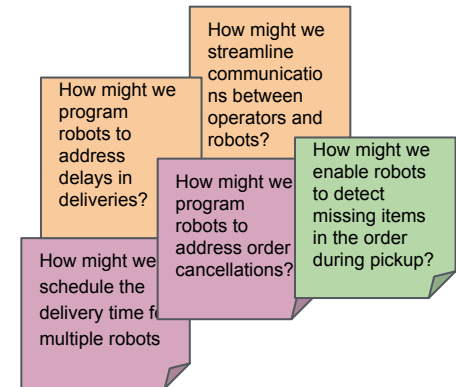 How might we
streamline
communicatio
ns between
operators and
robots?
How might we
program
robots to
address
delays in
deliveries?
How might we
enable robots
to detect
missing items
in the order
during pickup?
How might we
program
robots to
address order
cancellations?
How might we
schedule the
delivery time
multiple robots